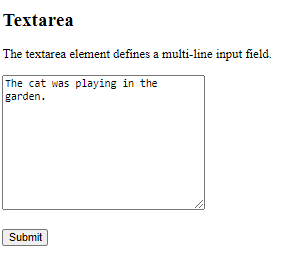 Textarea
The textarea element defines a multi-line input field.
The cat was playing in the
garden.
Submit